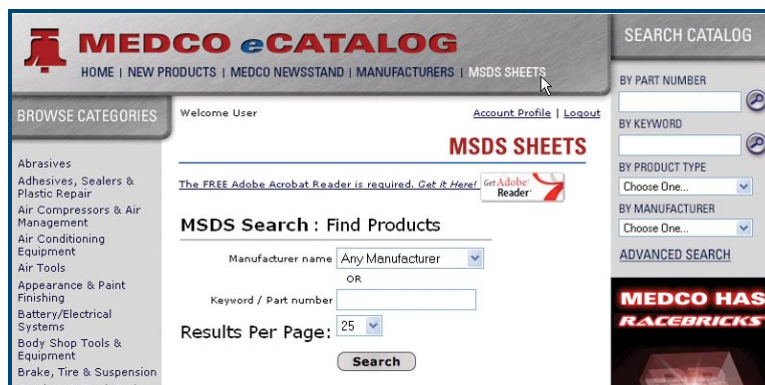 MEDCO eCATALOG
HOME | NEW PRODUCTS | MEDCO NEWSSTAND | MANUFACTURERS | MSDS SHEETS
BROWSE CATEGORIES
Abrasives
Adhesives, Sealers &
Plastic Repair
Air Compressors & Air
Management
Air Conditioning
Equipment
Air Tools
Appearance & Paint
Finishing
Battery/Electrical
Systems
Body Shop Tools &
Equipment
Brake, Tire & Suspension
Welcome User
Account Profile | Logout
MSDS SHEETS
The FREE Adobe Acrobat Reader is required. Get it Here!
Get Adobe
Reader
MSDS Search : Find Products
Manufacturer name Any Manufacturer
OR
Keyword / Part number
Results Per Page: 25
Search
SEARCH CATALOG
BY PART NUMBER
BY KEYWORD
BY PRODUCT TYPE
Choose One...
BY MANUFACTURER
Choose One...
ADVANCED SEARCH
MEDCO HAS
RACEBRICKS